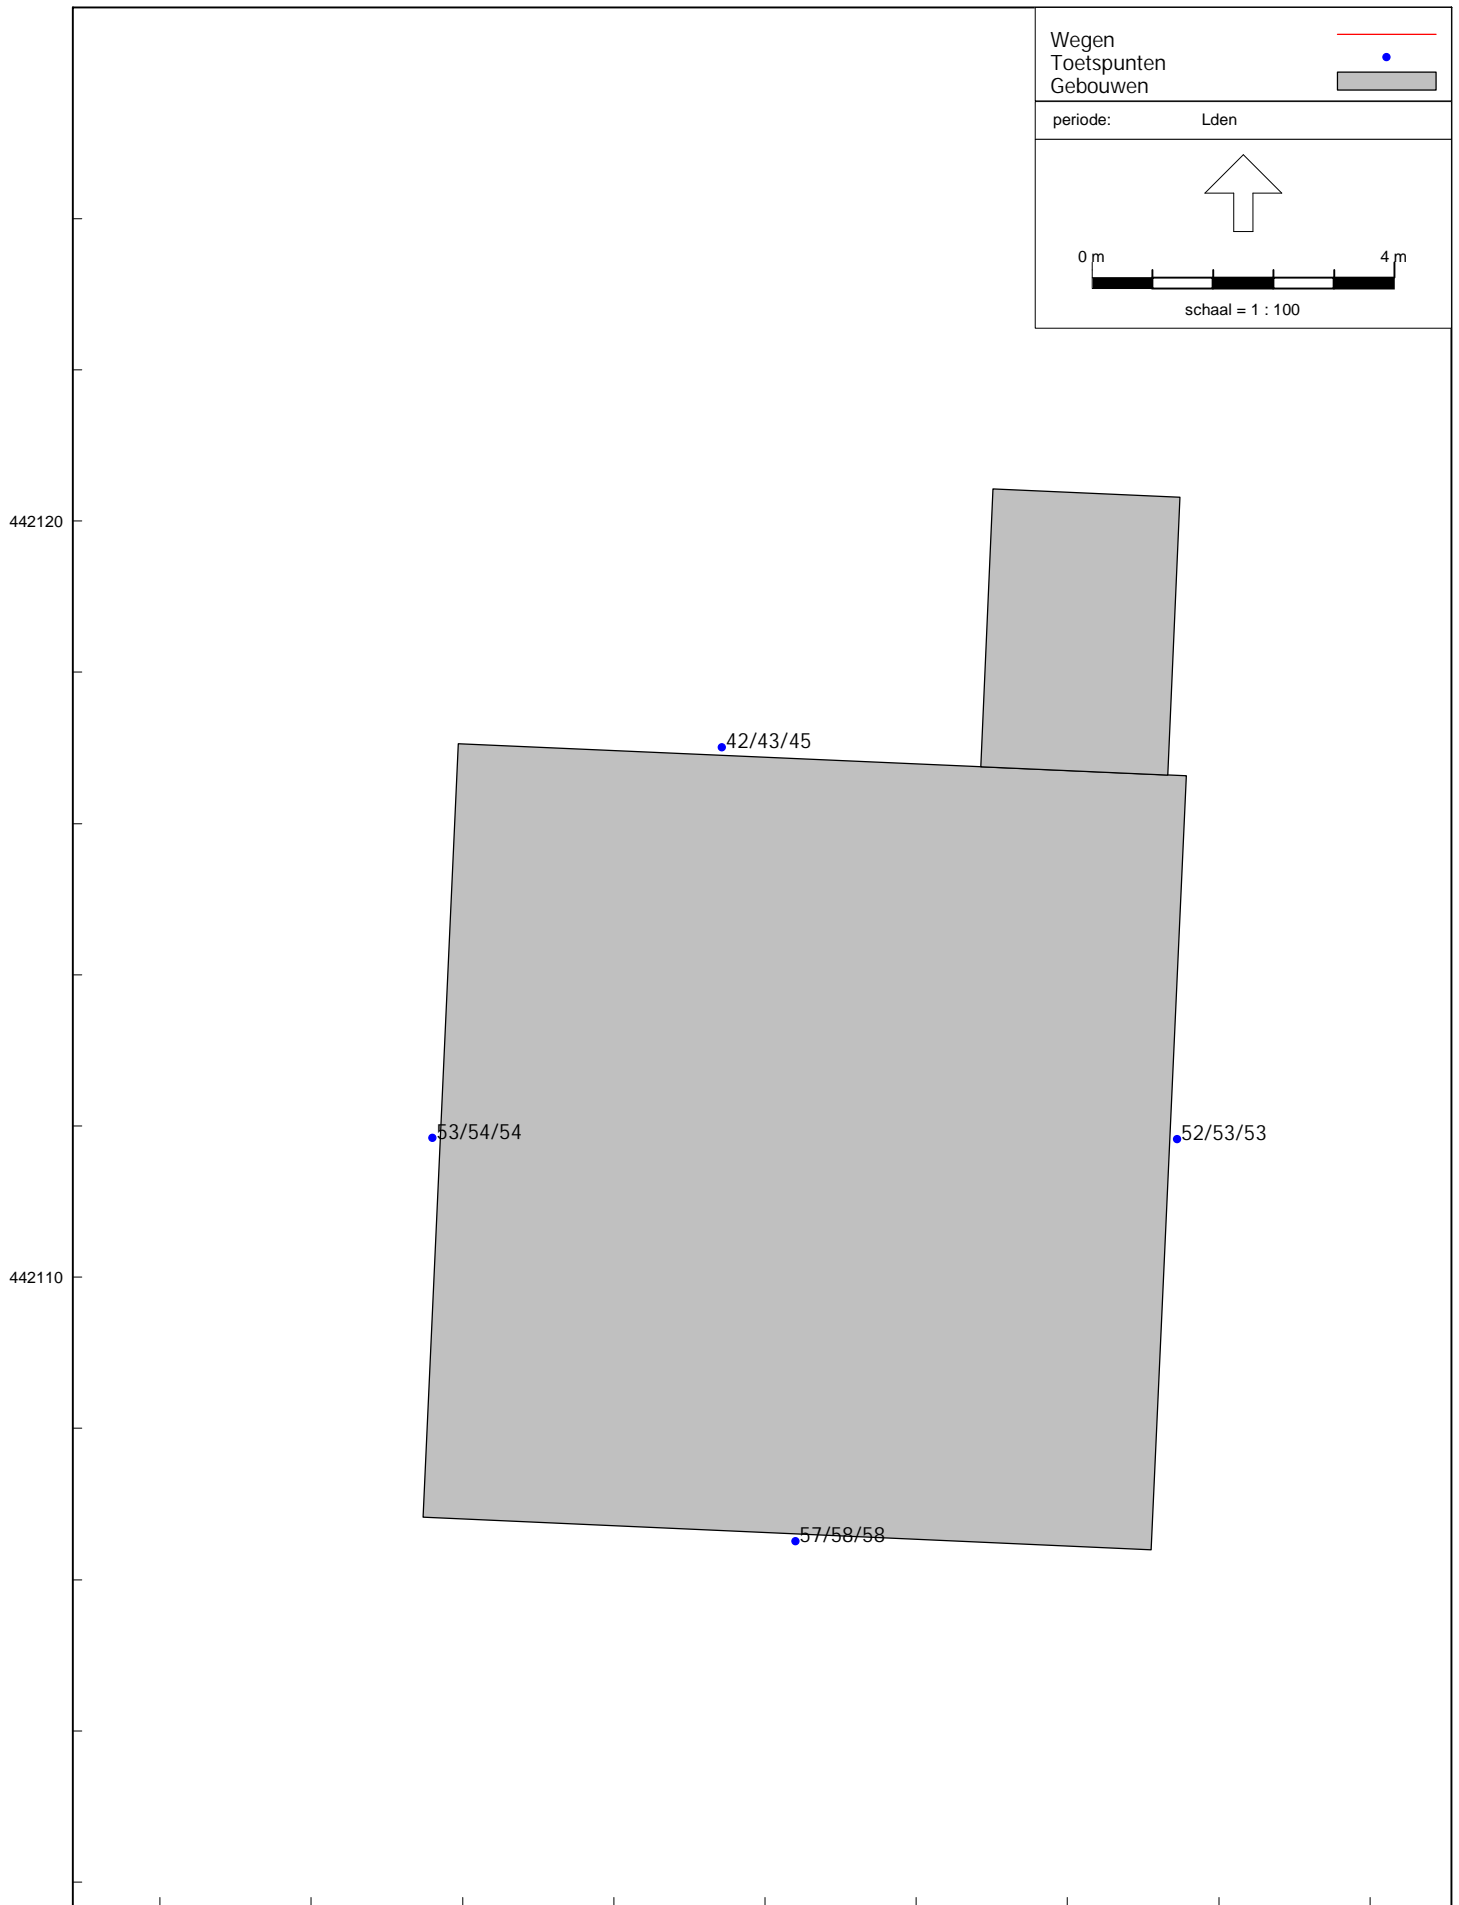 Wegen
Toetspunten
Gebouwen
periode: Lden
0 m 4 m
schaal = 1 : 100
442120
42/43/45
53/54/54
52/53/53
442110
57/58/58